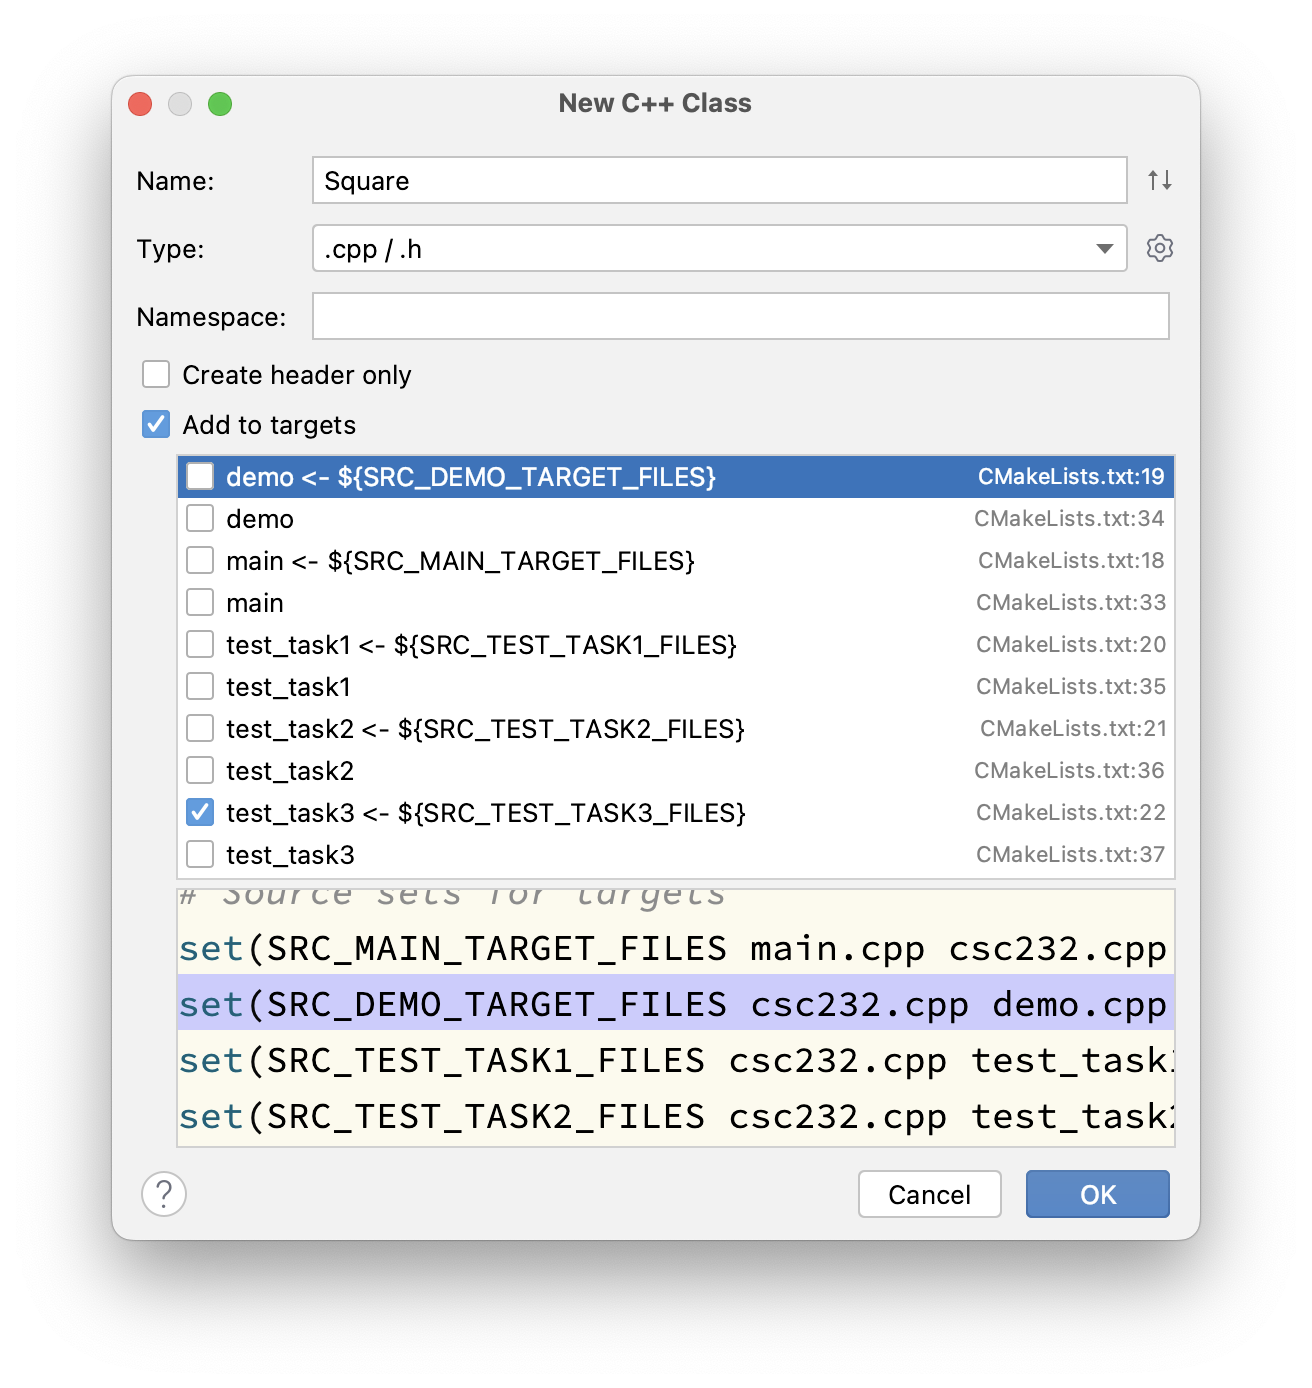 New C++ Class
Name: Square
Type: .cpp / .h
Namespace:
Create header only
Add to targets
demo <- ${SRC_DEMO_TARGET_FILES} CMakeLists.txt:19
demo CMakeLists.txt:34
main <- ${SRC_MAIN_TARGET_FILES} CMakeLists.txt:18
main CMakeLists.txt:33
test_task1 <- ${SRC_TEST_TASK1_FILES} CMakeLists.txt:20
test_task1 CMakeLists.txt:35
test_task2 <- ${SRC_TEST_TASK2_FILES} CMakeLists.txt:21
test_task2 CMakeLists.txt:36
test_task3 <- ${SRC_TEST_TASK3_FILES} CMakeLists.txt:22
test_task3 CMakeLists.txt:37
# Source sets for targets
set(SRC_MAIN_TARGET_FILES main.cpp csc232.cpp
set(SRC_DEMO_TARGET_FILES csc232.cpp demo.cpp
set(SRC_TEST_TASK1_FILES csc232.cpp test_task1
set(SRC_TEST_TASK2_FILES csc232.cpp test_task2
? Cancel OK